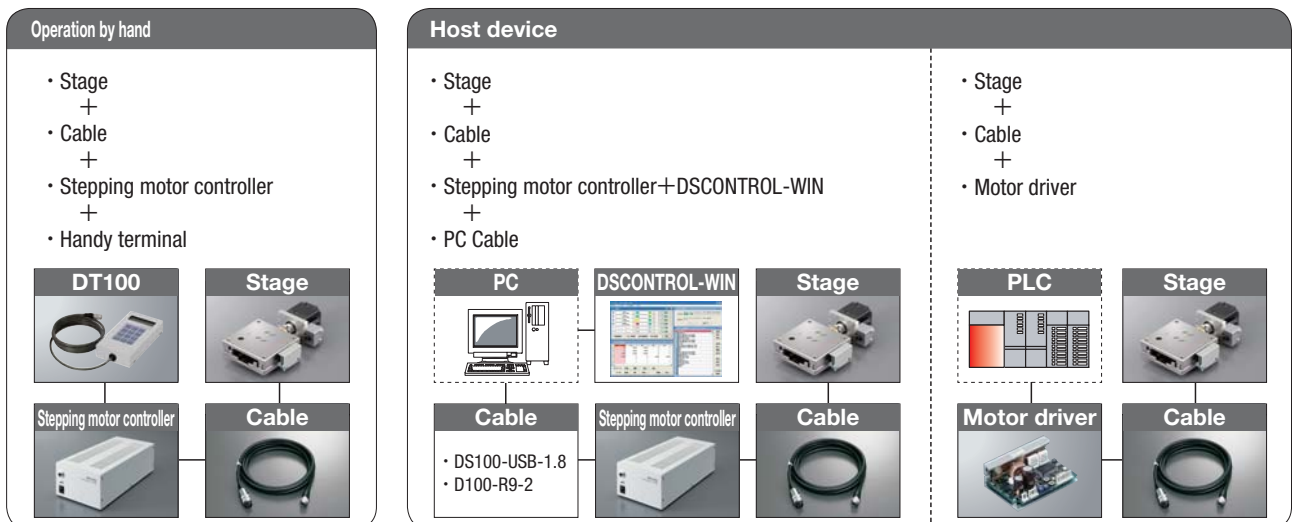 Operation by hand
・Stage
＋
・Cable
＋
・Stepping motor controller
＋
・Handy terminal
DT100
Stage
Stepping motor controller
Cable
Host device
・Stage
＋
・Cable
＋
・Stepping motor controller＋DSCONTROL-WIN
＋
・PC Cable
PC
DSCONTROL-WIN
Stage
Cable
・DS100-USB-1.8
・D100-R9-2
Stepping motor controller
Cable
・Stage
＋
・Cable
＋
・Motor driver
PLC
Stage
Motor driver
Cable